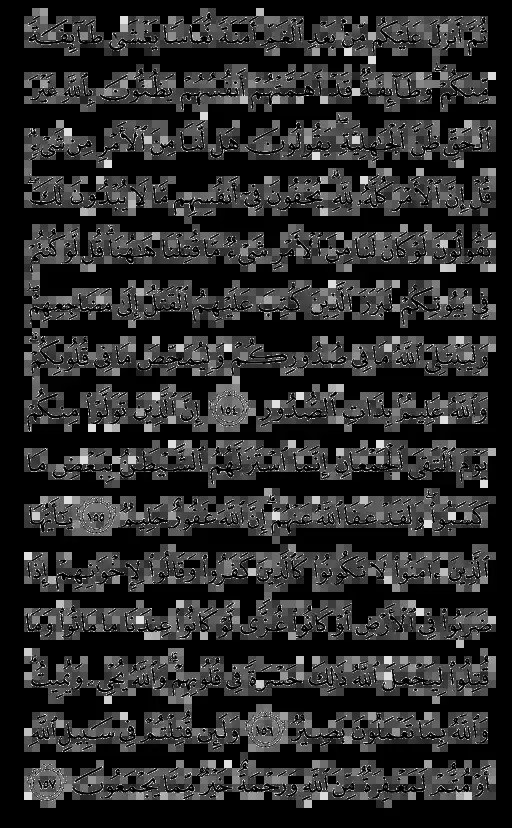 ثُمَّ أَنزَلَ عَلَيْكُم مِّنۢ بَعْدِ ٱلْغَمِّ أَمَنَةً نُّعَاسًا يَغْشَىٰ طَآئِفَةً
مِّنكُمْ ۖ وَطَآئِفَةٌ قَدْ أَهَمَّتْهُمْ أَنفُسُهُمْ يَظُنُّونَ بِٱللَّهِ غَيْرَ
ٱلْحَقِّ ظَنَّ ٱلْجَٰهِلِيَّةِ ۖ يَقُولُونَ هَل لَّنَا مِنَ ٱلْأَمْرِ مِن شَىْءٍ ۗ
قُلْ إِنَّ ٱلْأَمْرَ كُلَّهُۥ لِلَّهِ ۗ يُخْفُونَ فِىٓ أَنفُسِهِم مَّا لَا يُبْدُونَ لَكَ ۖ
يَقُولُونَ لَوْ كَانَ لَنَا مِنَ ٱلْأَمْرِ شَىْءٌ مَّا قُتِلْنَا هَٰهُنَا ۗ قُل لَّوْ كُنتُمْ
فِى بُيُوتِكُمْ لَبَرَزَ ٱلَّذِينَ كُتِبَ عَلَيْهِمُ ٱلْقَتْلُ إِلَىٰ مَضَاجِعِهِمْ ۖ
وَلِيَبْتَلِىَ ٱللَّهُ مَا فِى صُدُورِكُمْ وَلِيُمَحِّصَ مَا فِى قُلُوبِكُمْ ۗ
وَٱللَّهُ عَلِيمٌۢ بِذَاتِ ٱلصُّدُورِ ١٥٤ إِنَّ ٱلَّذِينَ تَوَلَّوْا۟ مِنكُمْ
يَوْمَ ٱلْتَقَى ٱلْجَمْعَانِ إِنَّمَا ٱسْتَزَلَّهُمُ ٱلشَّيْطَٰنُ بِبَعْضِ مَا
كَسَبُوا۟ ۖ وَلَقَدْ عَفَا ٱللَّهُ عَنْهُمْ ۗ إِنَّ ٱللَّهَ غَفُورٌ حَلِيمٌ ١٥٥ يَٰٓأَيُّهَا
ٱلَّذِينَ ءَامَنُوا۟ لَا تَكُونُوا۟ كَٱلَّذِينَ كَفَرُوا۟ وَقَالُوا۟ لِإِخْوَٰنِهِمْ إِذَا
ضَرَبُوا۟ فِى ٱلْأَرْضِ أَوْ كَانُوا۟ غُزًّى لَّوْ كَانُوا۟ عِندَنَا مَا مَاتُوا۟ وَمَا
قُتِلُوا۟ لِيَجْعَلَ ٱللَّهُ ذَٰلِكَ حَسْرَةً فِى قُلُوبِهِمْ ۗ وَٱللَّهُ يُحْىِۦ وَيُمِيتُ ۗ
وَٱللَّهُ بِمَا تَعْمَلُونَ بَصِيرٌ ١٥٦ وَلَئِن قُتِلْتُمْ فِى سَبِيلِ ٱللَّهِ
أَوْ مُتُّمْ لَمَغْفِرَةٌ مِّنَ ٱللَّهِ وَرَحْمَةٌ خَيْرٌ مِّمَّا يَجْمَعُونَ ١٥٧